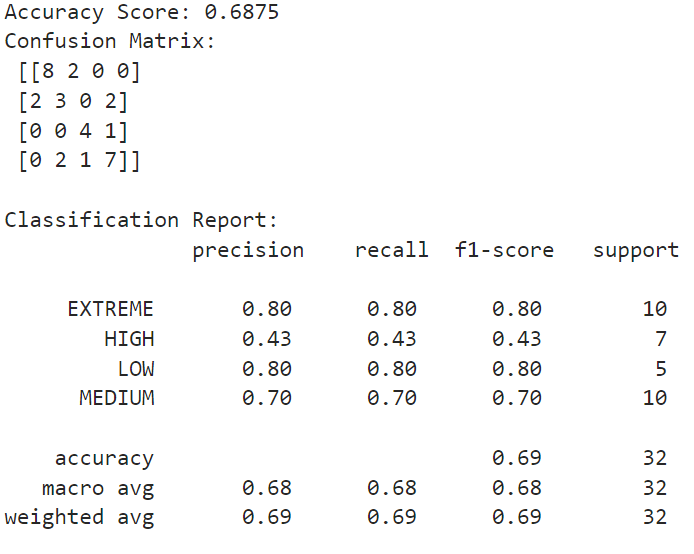 Accuracy Score: 0.6875
Confusion Matrix:
[[8 2 0 0]
[2 3 0 2]
[0 0 4 1]
[0 2 1 7]]
Classification Report:
precision recall f1-score support
EXTREME 0.80 0.80 0.80 10
HIGH 0.43 0.43 0.43 7
LOW 0.80 0.80 0.80 5
MEDIUM 0.70 0.70 0.70 10
accuracy 0.69 32
macro avg 0.68 0.68 0.68 32
weighted avg 0.69 0.69 0.69 32